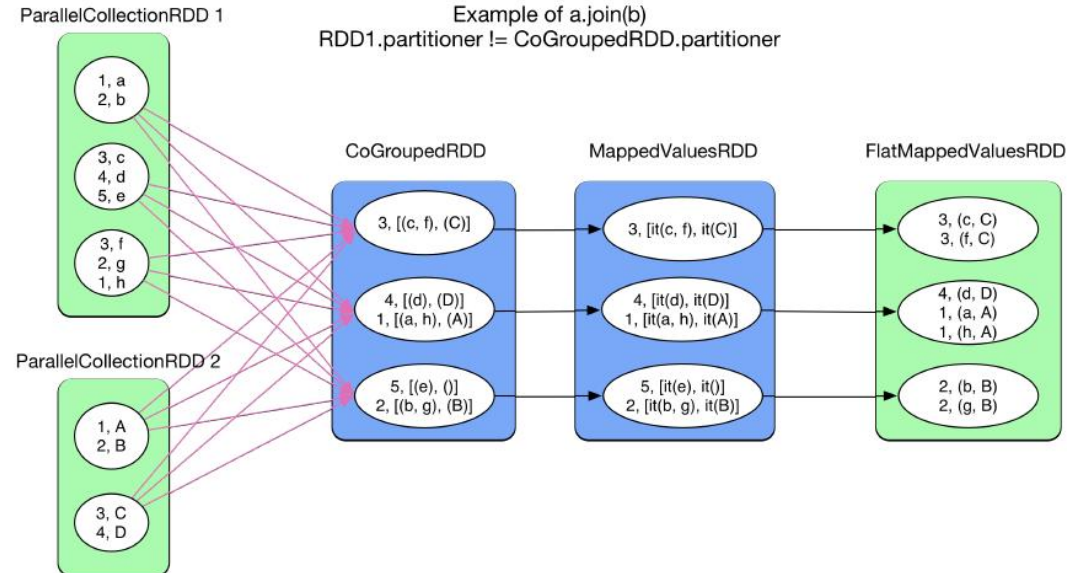 ParallelCollectionRDD 1
Example of a.join(b)
RDD1.partitioner != CoGroupedRDD.partitioner
1, a
2, b
3, c
4, d
5, e
3, f
2, g
1, h
ParallelCollectionRDD 2
1, A
2, B
3, C
4, D
CoGroupedRDD
3, [(c, f), (C)]
4, [(d), (D)]
1, [(a, h), (A)]
5, [(e), ()]
2, [(b, g), (B)]
MappedValuesRDD
3, [it(c, f), it(C)]
4, [it(d), it(D)]
1, [it(a, h), it(A)]
5, [it(e), it()]
2, [it(b, g), it(B)]
FlatMappedValuesRDD
3, (c, C)
3, (f, C)
4, (d, D)
1, (a, A)
1, (h, A)
2, (b, B)
2, (g, B)